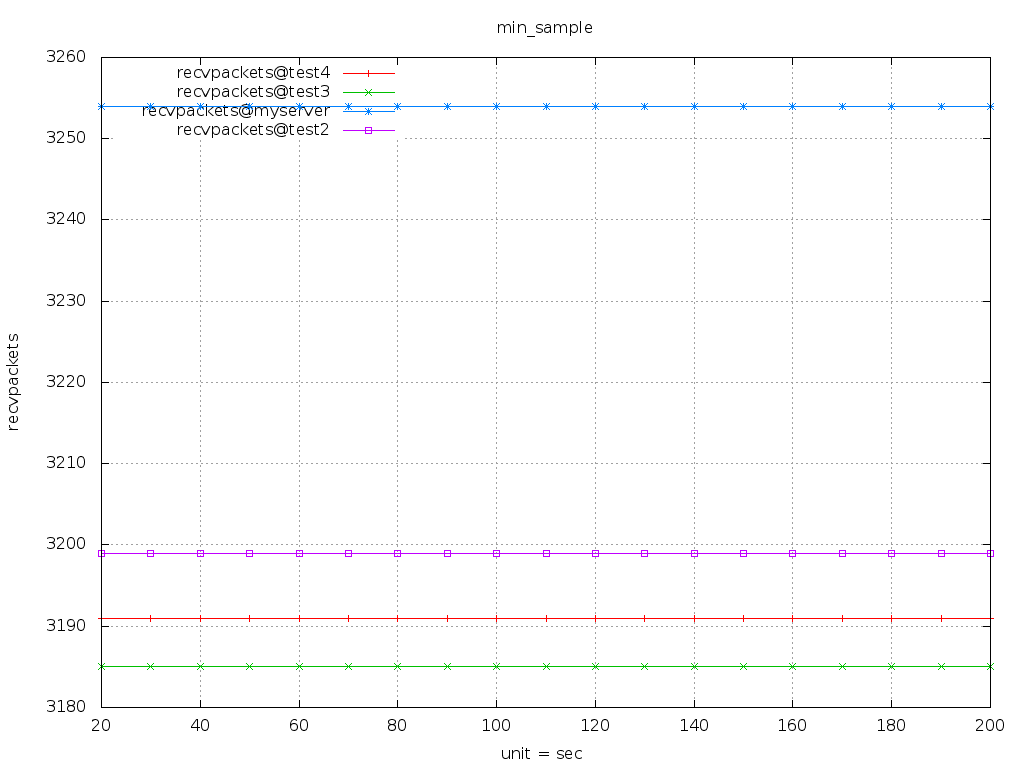 min_sample
3260
3250
3240
3230
3220
3210
3200
3190
3180
recvpackets
recvpackets@test4
recvpackets@test3
recvpackets@myserver
recvpackets@test2
20 40 60 80 100 120 140 160 180 200
unit = sec